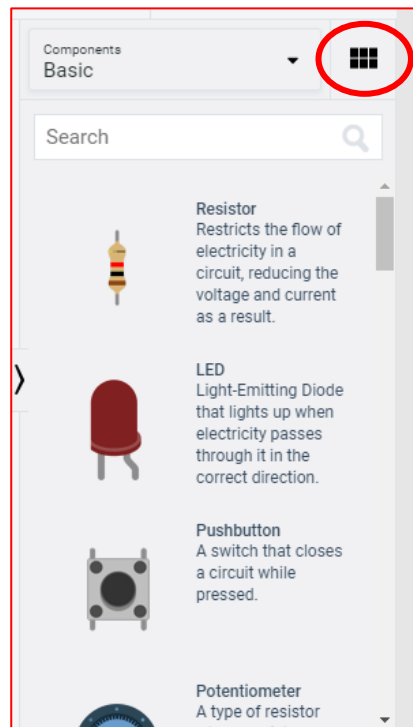 Components
Basic
Search
Resistor
Restricts the flow of
electricity in a
circuit, reducing the
voltage and current
as a result.
LED
Light-Emitting Diode
that lights up when
electricity passes
through it in the
correct direction.
Pushbutton
A switch that closes
a circuit while
pressed.
Potentiometer
A type of resistor